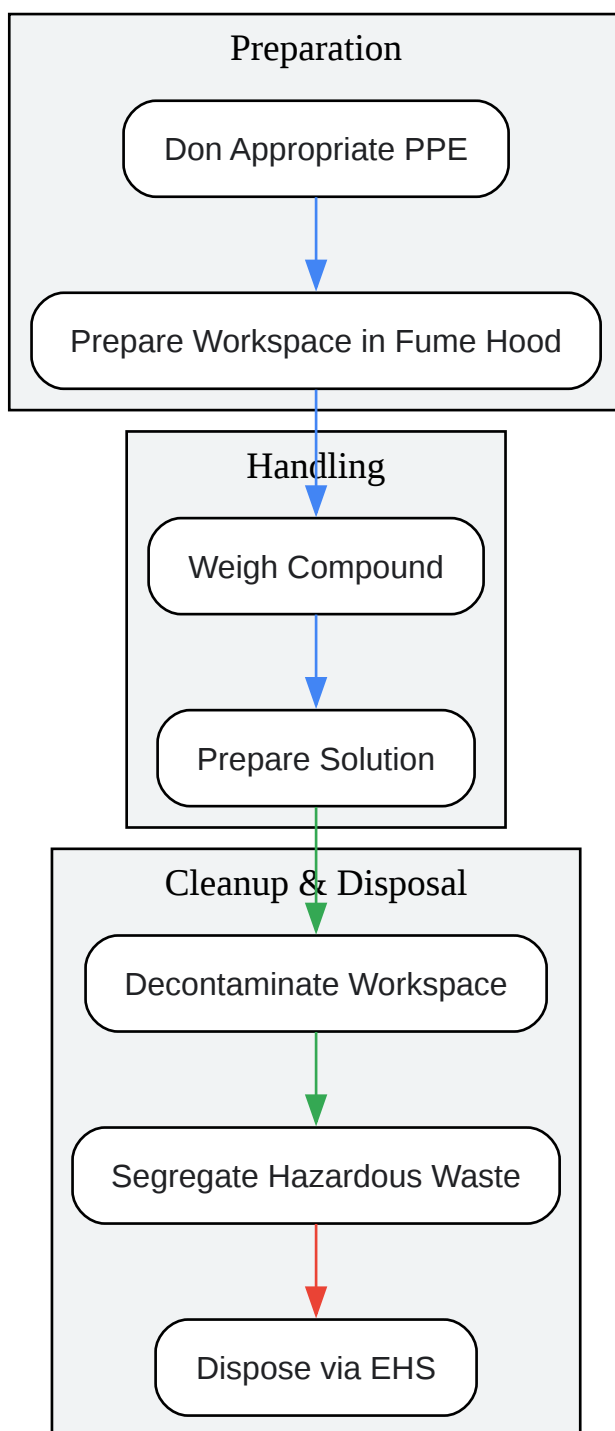 Preparation
Don Appropriate PPE
Prepare Workspace in Fume Hood
Handling
Weigh Compound
Prepare Solution
Cleanup & Disposal
Decontaminate Workspace
Segregate Hazardous Waste
Dispose via EHS